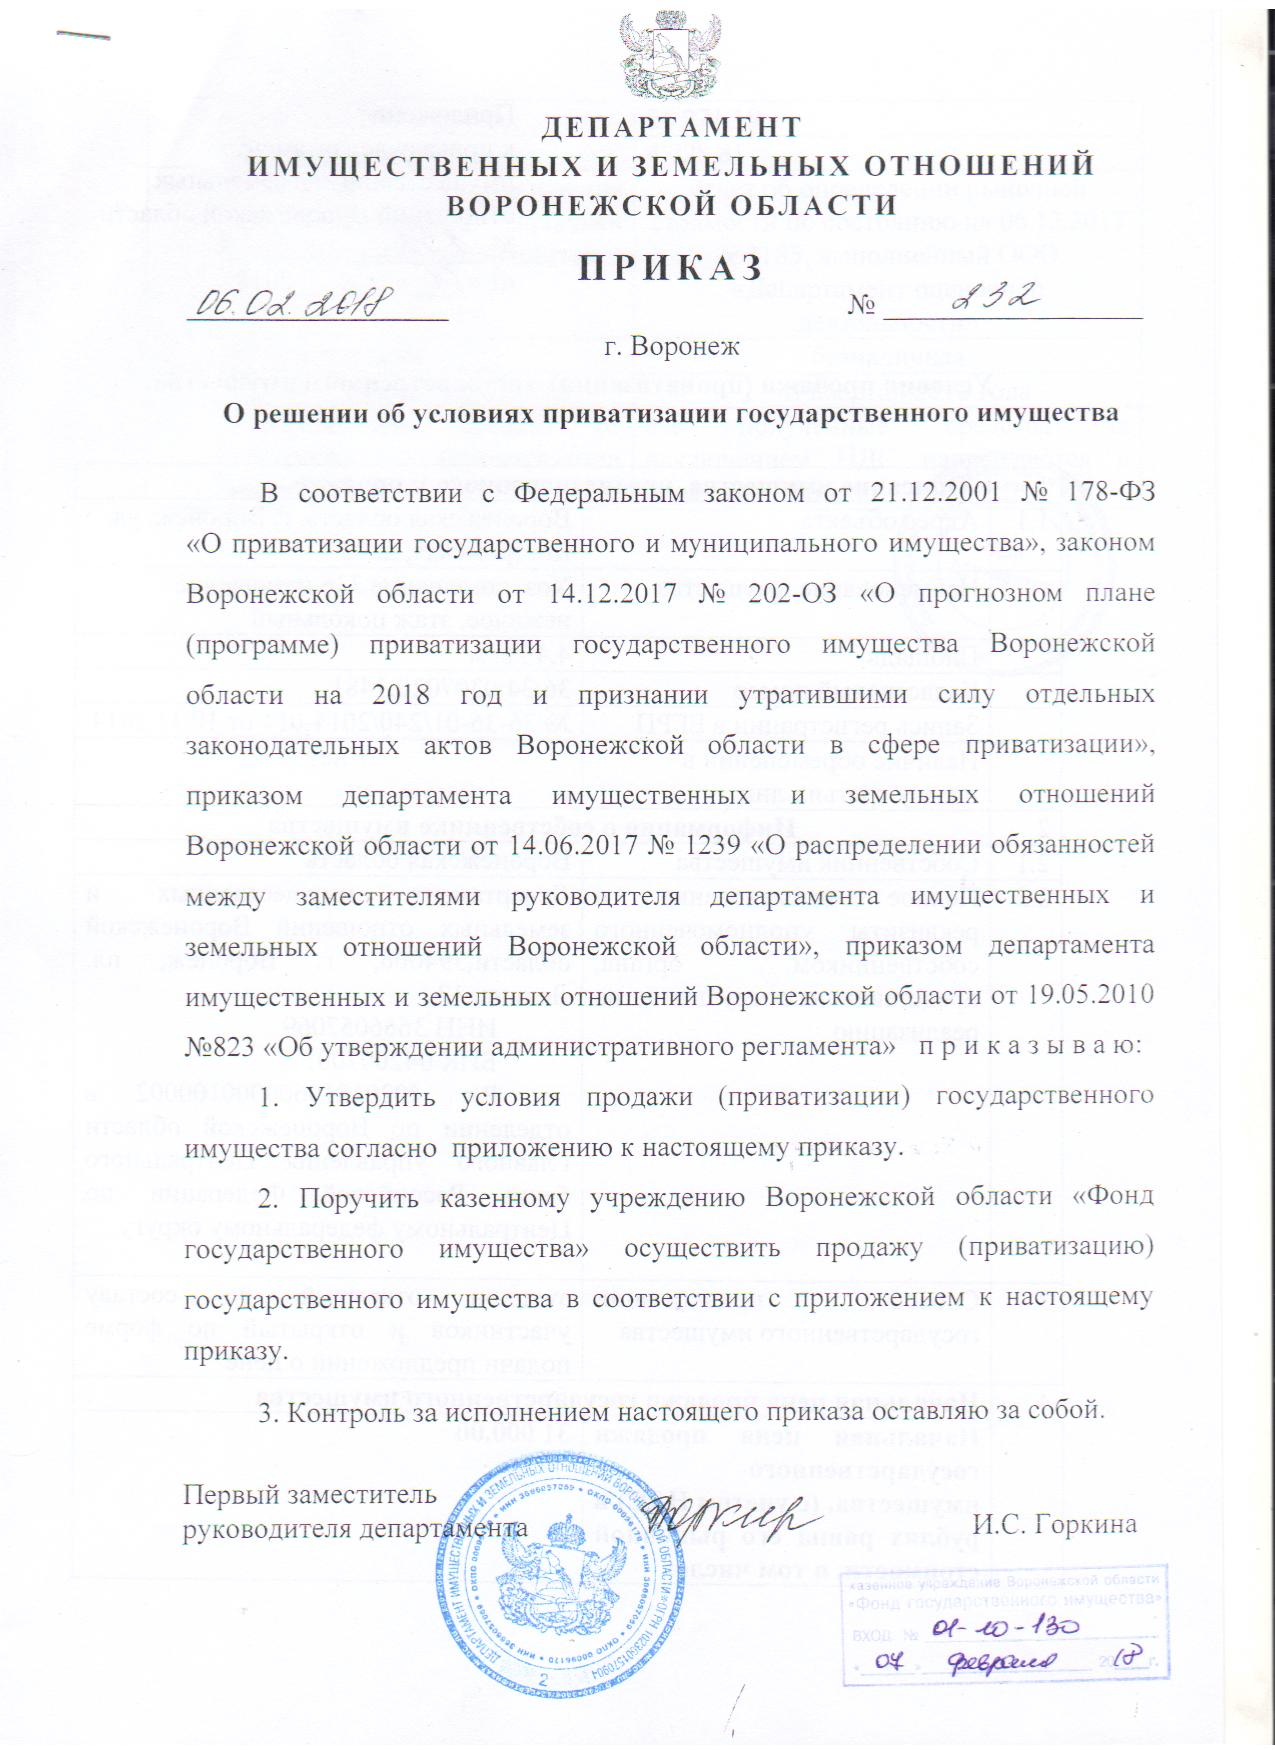 ДЕПАРТАМЕНТ
ИМУЩЕСТВЕННЫХ И ЗЕМЕЛЬНЫХ ОТНОШЕНИЙ
ВОРОНЕЖСКОЙ ОБЛАСТИ
ПРИКАЗ
06.02.2018 № 232
г. Воронеж
О решении об условиях приватизации государственного имущества
В соответствии с Федеральным законом от 21.12.2001 № 178-ФЗ
«О приватизации государственного и муниципального имущества», законом
Воронежской области от 14.12.2017 № 202-ОЗ «О прогнозном плане
(программе) приватизации государственного имущества Воронежской
области на 2018 год и признании утратившими силу отдельных
законодательных актов Воронежской области в сфере приватизации»,
приказом департамента имущественных и земельных отношений
Воронежской области от 14.06.2017 № 1239 «О распределении обязанностей
между заместителями руководителя департамента имущественных и
земельных отношений Воронежской области», приказом департамента
имущественных и земельных отношений Воронежской области от 19.05.2010
№823 «Об утверждении административного регламента» п р и к а з ы в а ю:
1. Утвердить условия продажи (приватизации) государственного
имущества согласно приложению к настоящему приказу.
2. Поручить казенному учреждению Воронежской области «Фонд
государственного имущества» осуществить продажу (приватизацию)
государственного имущества в соответствии с приложением к настоящему
приказу.
3. Контроль за исполнением настоящего приказа оставляю за собой.
Первый заместитель
руководителя департамента И.С. Горкина
ДЕПАРТАМЕНТ ИМУЩЕСТВЕННЫХ И ЗЕМЕЛЬНЫХ ОТНОШЕНИЙ ВОРОНЕЖСКОЙ ОБЛАСТИ
2
казенное учреждение Воронежской области
«Фонд государственного имущества»
ВХОД № 01-10-130
« 07 » февраля 2018 г.